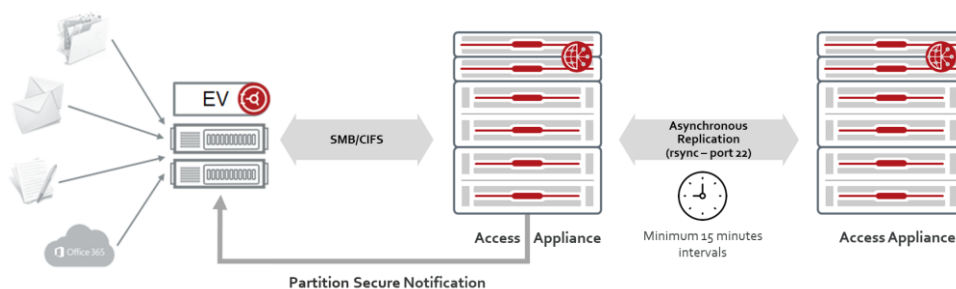 EV
SMB/CIFS
Asynchronous
Replication
(rsync – port 22)
Office 365
Access Appliance
Minimum 15 minutes
intervals
Access Appliance
Partition Secure Notification